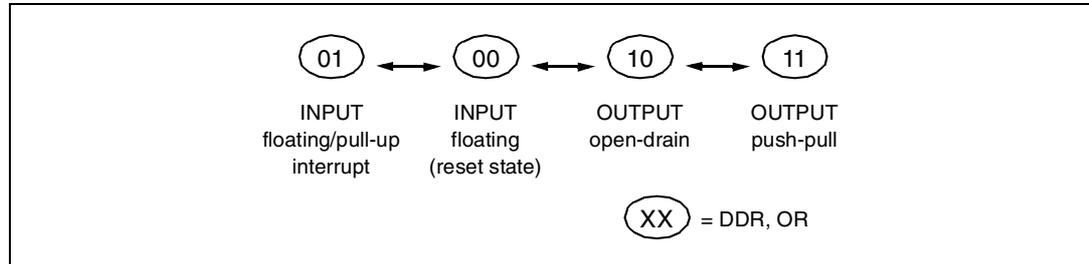 01 00 10 11
INPUT INPUT OUTPUT OUTPUT
floating/pull-up floating open-drain push-pull
interrupt (reset state)
XX = DDR, OR